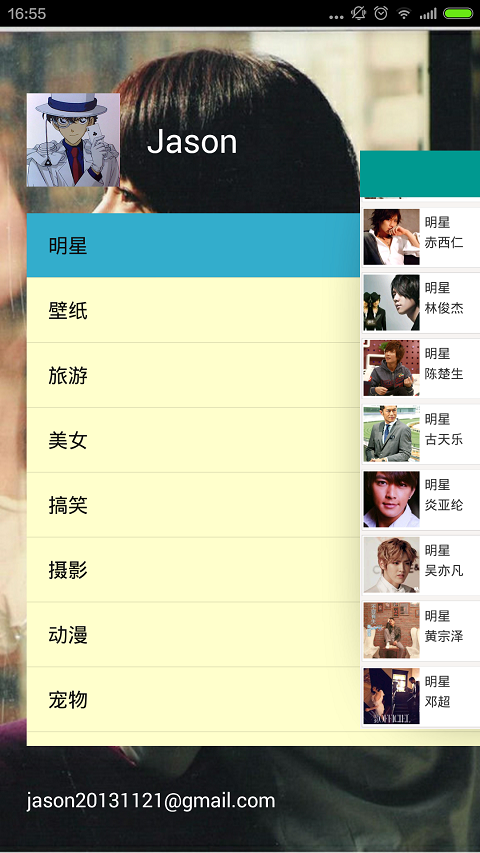 16:55
Jason
明星
壁纸
旅游
美女
搞笑
摄影
动漫
宠物
明星
赤西仁
明星
林俊杰
明星
陈楚生
明星
古天乐
明星
炎亚纶
明星
吴亦凡
明星
黄宗泽
明星
邓超
L'OFFICIEL
jason20131121@gmail.com